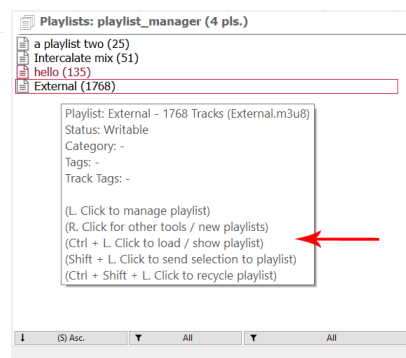 Playlists: playlist_manager (4 pls.)
a playlist two (25)
Intercalate mix (51)
hello (135)
External (1768)
Playlist: External - 1768 Tracks (External.m3u8)
Status: Writable
Category: -
Tags: -
Track Tags: -
(L. Click to manage playlist)
(R. Click for other tools / new playlists)
(Ctrl + L. Click to load / show playlist)
(Shift + L. Click to send selection to playlist)
(Ctrl + Shift + L. Click to recycle playlist)
(S) Asc. All All